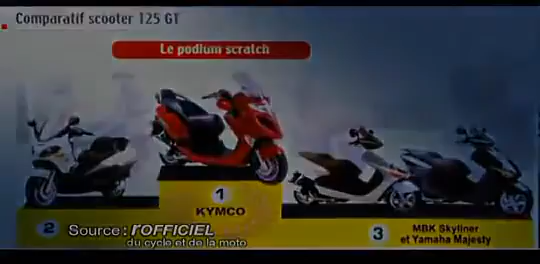 Comparatif scooter 125 GT
Le podium scratch
1
KYMCO
2
Source : l'OFFICIEL
du cycle et de la moto
3
MBK Skyliner
et Yamaha Majesty